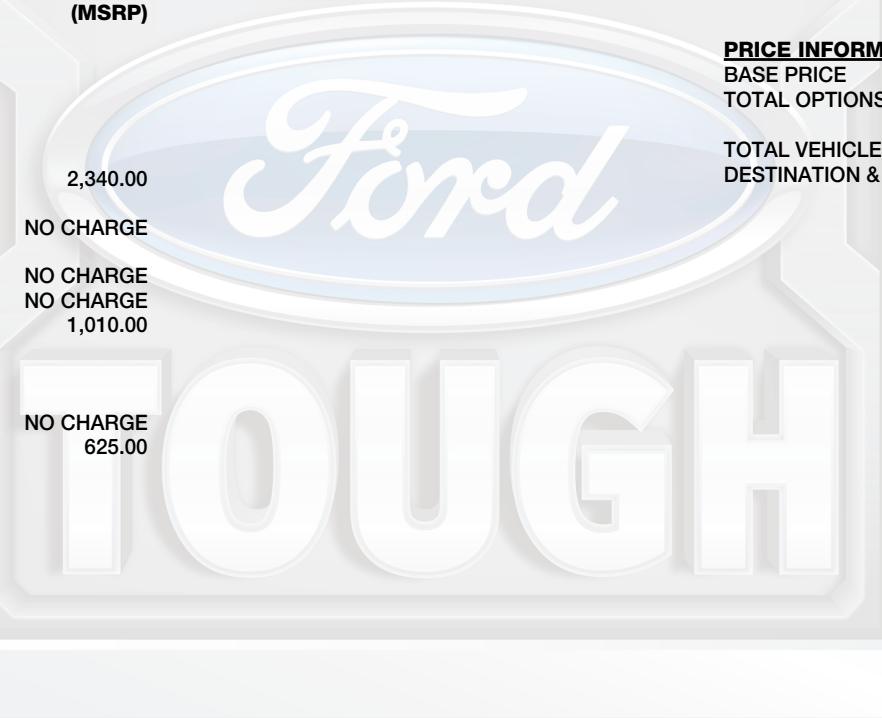 (MSRP)
2,340.00
NO CHARGE
NO CHARGE
NO CHARGE
1,010.00
NO CHARGE
625.00
PRICE INFORM
BASE PRICE
TOTAL OPTIONS
TOTAL VEHICLE
DESTINATION &
Ford
TOUGH